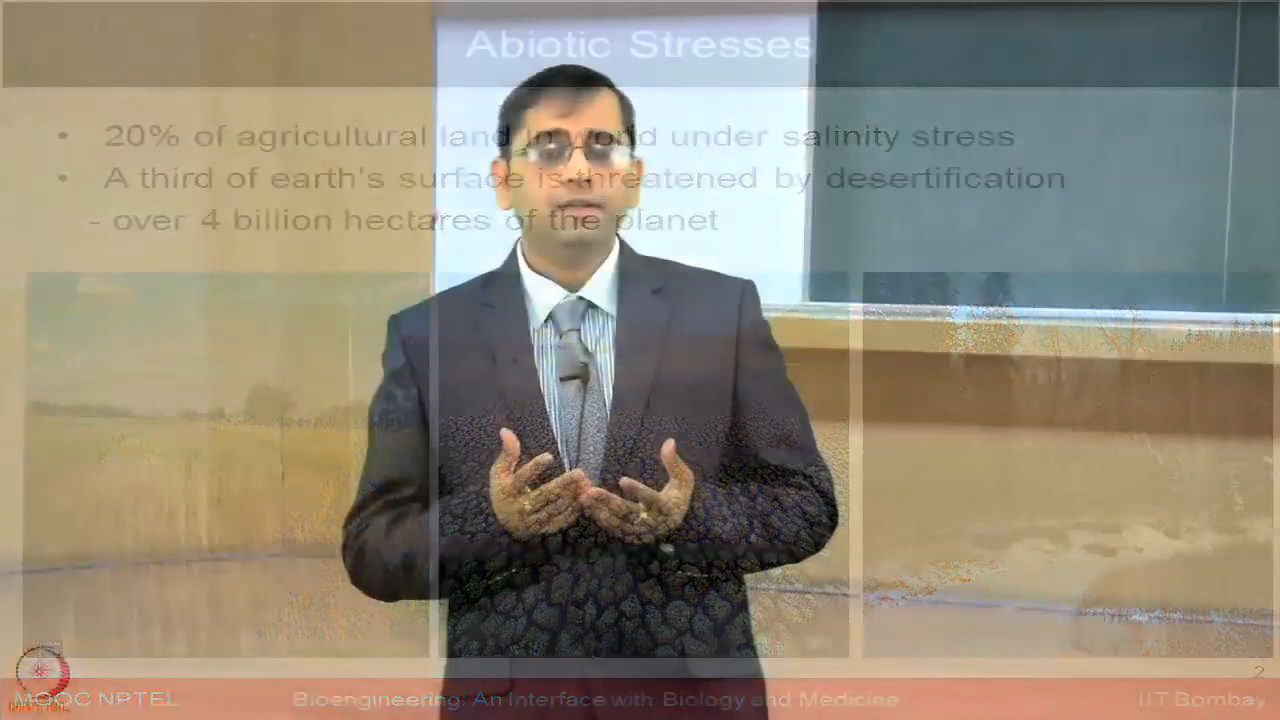 Abiotic Stresses
• 20% of agricultural land in world under salinity stress
• A third of earth's surface is threatened by desertification
- over 4 billion hectares of the planet
2
MOOC NPTEL
Bioengineering: An Interface with Biology and Medicine
IIT Bombay